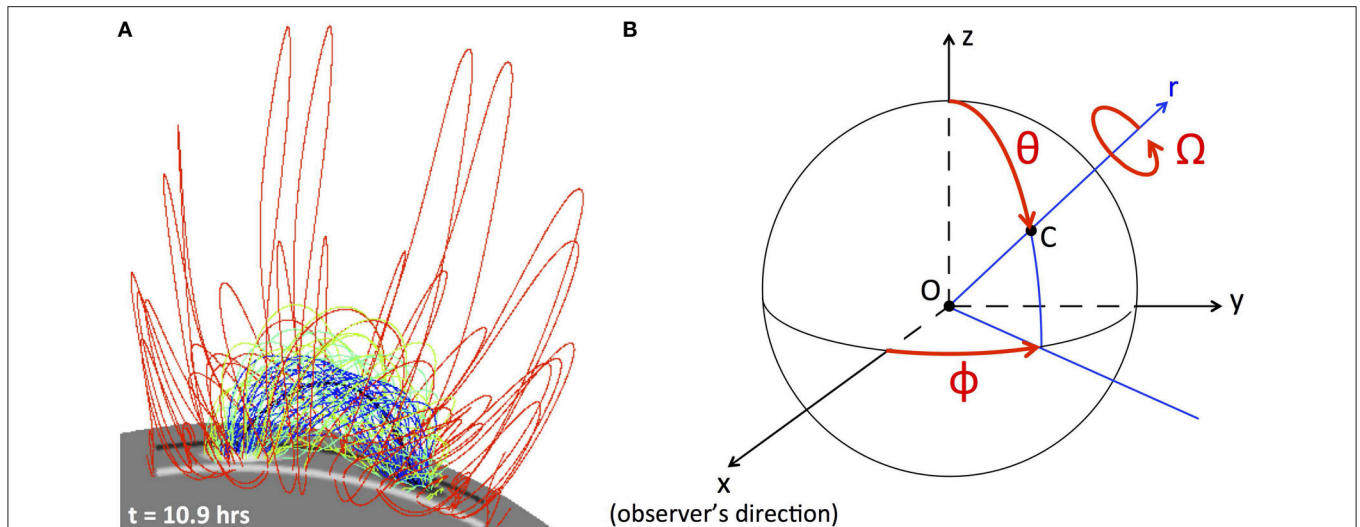 A
t = 10.9 hrs
B
z
r
θ
Ω
C
O
y
ϕ
x
(observer's direction)